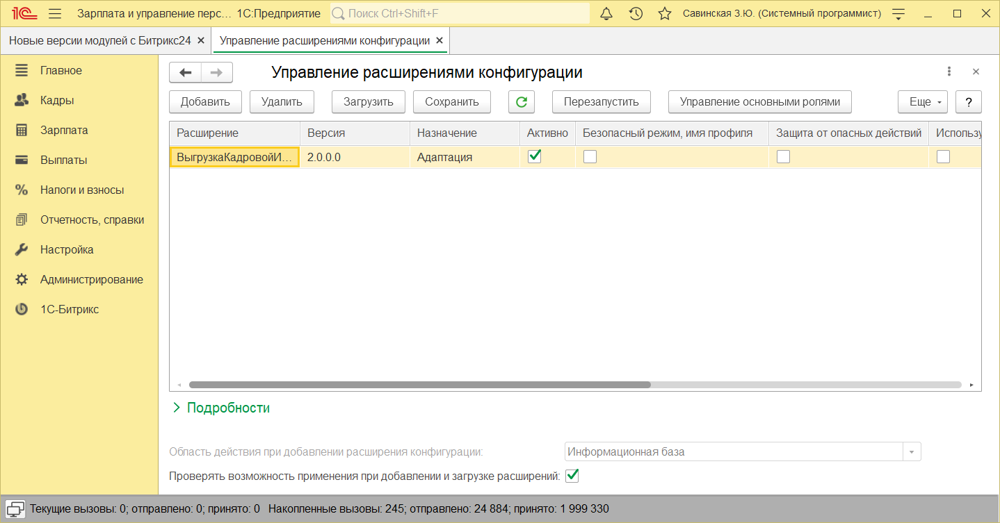 1С Зарплата и управление перс... 1С:Предприятие Поиск Ctrl+Shift+F Савинская З.Ю. (Системный программист)
Новые версии модулей с Битрикс24 Управление расширениями конфигурации
Главное
Кадры
Зарплата
Выплаты
Налоги и взносы
Отчетность, справки
Настройка
Администрирование
1С-Битрикс
Управление расширениями конфигурации
Добавить Удалить Загрузить Сохранить Перезапустить Управление основными ролями Еще ?
Расширение Версия Назначение Активно Безопасный режим, имя профиля Защита от опасных действий Использу
ВыгрузкаКадровойИ... 2.0.0.0 Адаптация
Подробности
Область действия при добавлении расширения конфигурации: Информационная база
Проверять возможность применения при добавлении и загрузке расширений:
Текущие вызовы: 0; отправлено: 0; принято: 0 Накопленные вызовы: 245; отправлено: 24 884; принято: 1 999 330